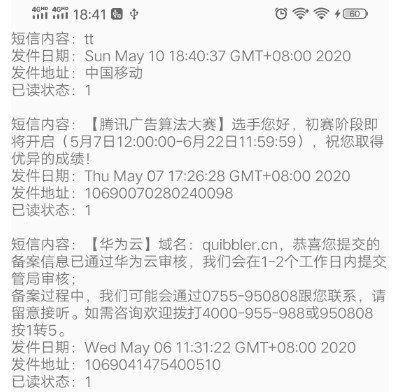 4G HD 4G HD 18:41 60
短信内容：tt
发件日期：Sun May 10 18:40:37 GMT+08:00 2020
发件地址：中国移动
已读状态：1
短信内容：【腾讯广告算法大赛】选手您好，初赛阶段即
将开启（5月7日12:00:00-6月22日11:59:59），祝您取得
优异的成绩！
发件日期：Thu May 07 17:26:28 GMT+08:00 2020
发件地址：10690070280240098
已读状态：1
短信内容：【华为云】域名：quibbler.cn，恭喜您提交的
备案信息已通过华为云审核，我们会在1-2个工作日内提交
管局审核；
备案过程中，我们可能会通过0755-950808跟您联系，请
留意接听。如需咨询欢迎拨打4000-955-988或950808
按1转5。
发件日期：Wed May 06 11:31:22 GMT+08:00 2020
发件地址：1069041475400510
已读状态：1